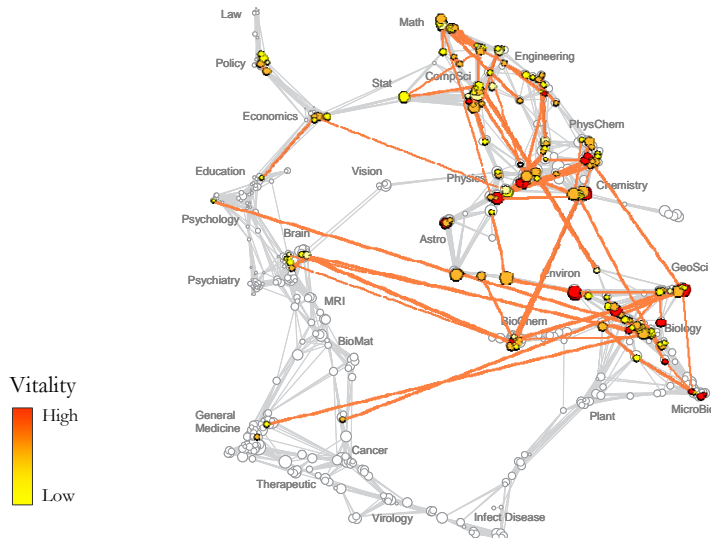 Law
Math
Policy
Engineering
Stat
CompSci
Economics
PhysChem
Education
Vision
Physics
Chemistry
Psychology
Brain
Astro
Psychiatry
Environ
GeoSci
MRI
BioChem
Biology
BioMat
Vitality
High
Low
General
Medicine
Plant
MicroBio
Cancer
Therapeutic
Virology
Infect Disease